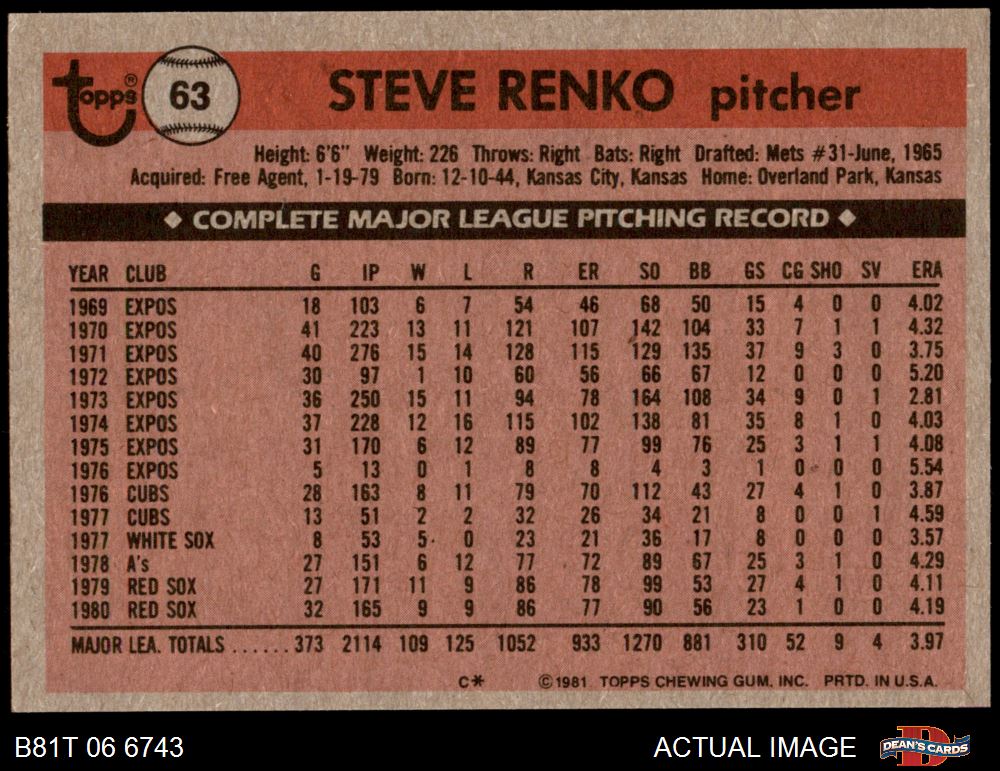 topps® 63 STEVE RENKO pitcher
Height: 6'6" Weight: 226 Throws: Right Bats: Right Drafted: Mets #31-June, 1965
Acquired: Free Agent, 1-19-79 Born: 12-10-44, Kansas City, Kansas Home: Overland Park, Kansas
◆ COMPLETE MAJOR LEAGUE PITCHING RECORD ◆
YEAR CLUB G IP W L R ER SO BB GS CG SHO SV ERA
1969 EXPOS 18 103 6 7 54 46 68 50 15 4 0 0 4.02
1970 EXPOS 41 223 13 11 121 107 142 104 33 7 1 1 4.32
1971 EXPOS 40 276 15 14 128 115 129 135 37 9 3 0 3.75
1972 EXPOS 30 97 1 10 60 56 66 67 12 0 0 0 5.20
1973 EXPOS 36 250 15 11 94 78 164 108 34 9 0 1 2.81
1974 EXPOS 37 228 12 16 115 102 138 81 35 8 1 0 4.03
1975 EXPOS 31 170 6 12 89 77 99 76 25 3 1 1 4.08
1976 EXPOS 5 13 0 1 8 8 4 3 1 0 0 0 5.54
1976 CUBS 28 163 8 11 79 70 112 43 27 4 1 0 3.87
1977 CUBS 13 51 2 2 32 26 34 21 8 0 0 1 4.59
1977 WHITE SOX 8 53 5 0 23 21 36 17 8 0 0 0 3.57
1978 A's 27 151 6 12 77 72 89 67 25 3 1 0 4.29
1979 RED SOX 27 171 11 9 86 78 99 53 27 4 1 0 4.11
1980 RED SOX 32 165 9 9 86 77 90 56 23 1 0 0 4.19
MAJOR LEA. TOTALS ......373 2114 109 125 1052 933 1270 881 310 52 9 4 3.97
C* ©1981 TOPPS CHEWING GUM, INC. PRTD. IN U.S.A.
B81T 06 6743 ACTUAL IMAGE DEAN'S CARDS